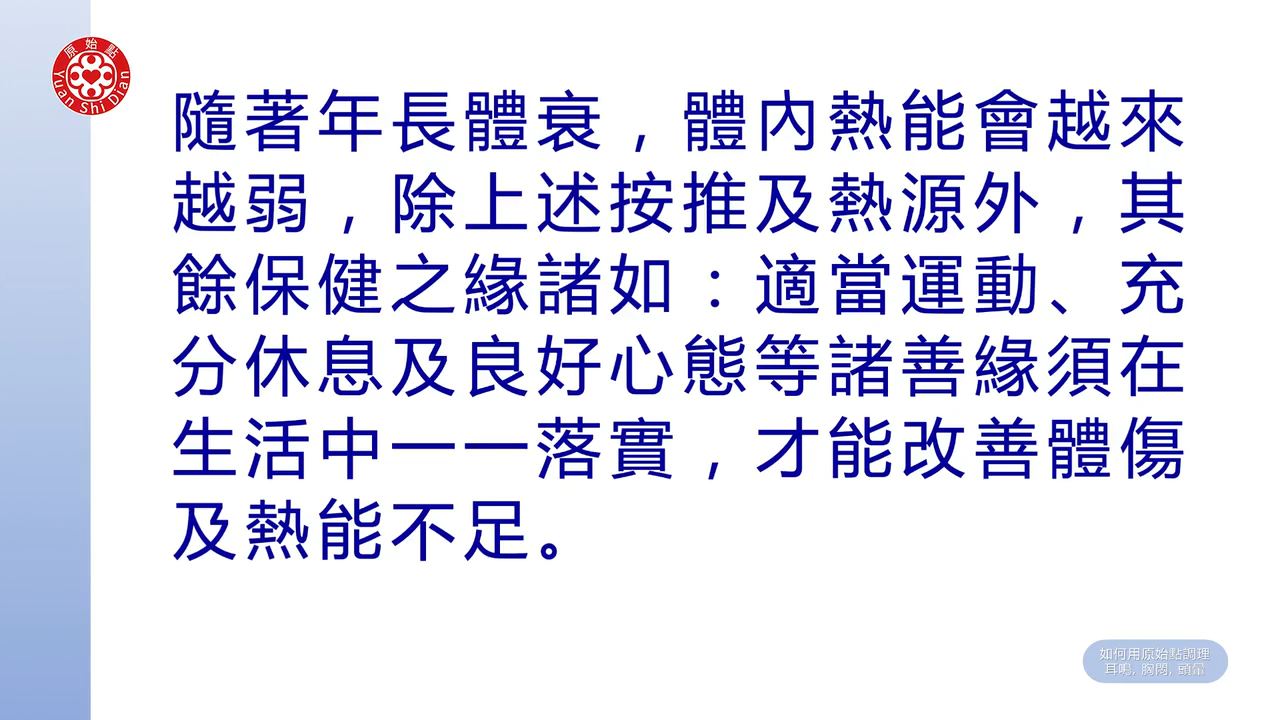 原始點
Yuan Shi Dian
隨著年長體衰，體內熱能會越來
越弱，除上述按推及熱源外，其
餘保健之緣諸如：適當運動、充
分休息及良好心態等諸善緣須在
生活中一一落實，才能改善體傷
及熱能不足。
如何用原始點調理
耳鳴, 胸悶, 頭暈